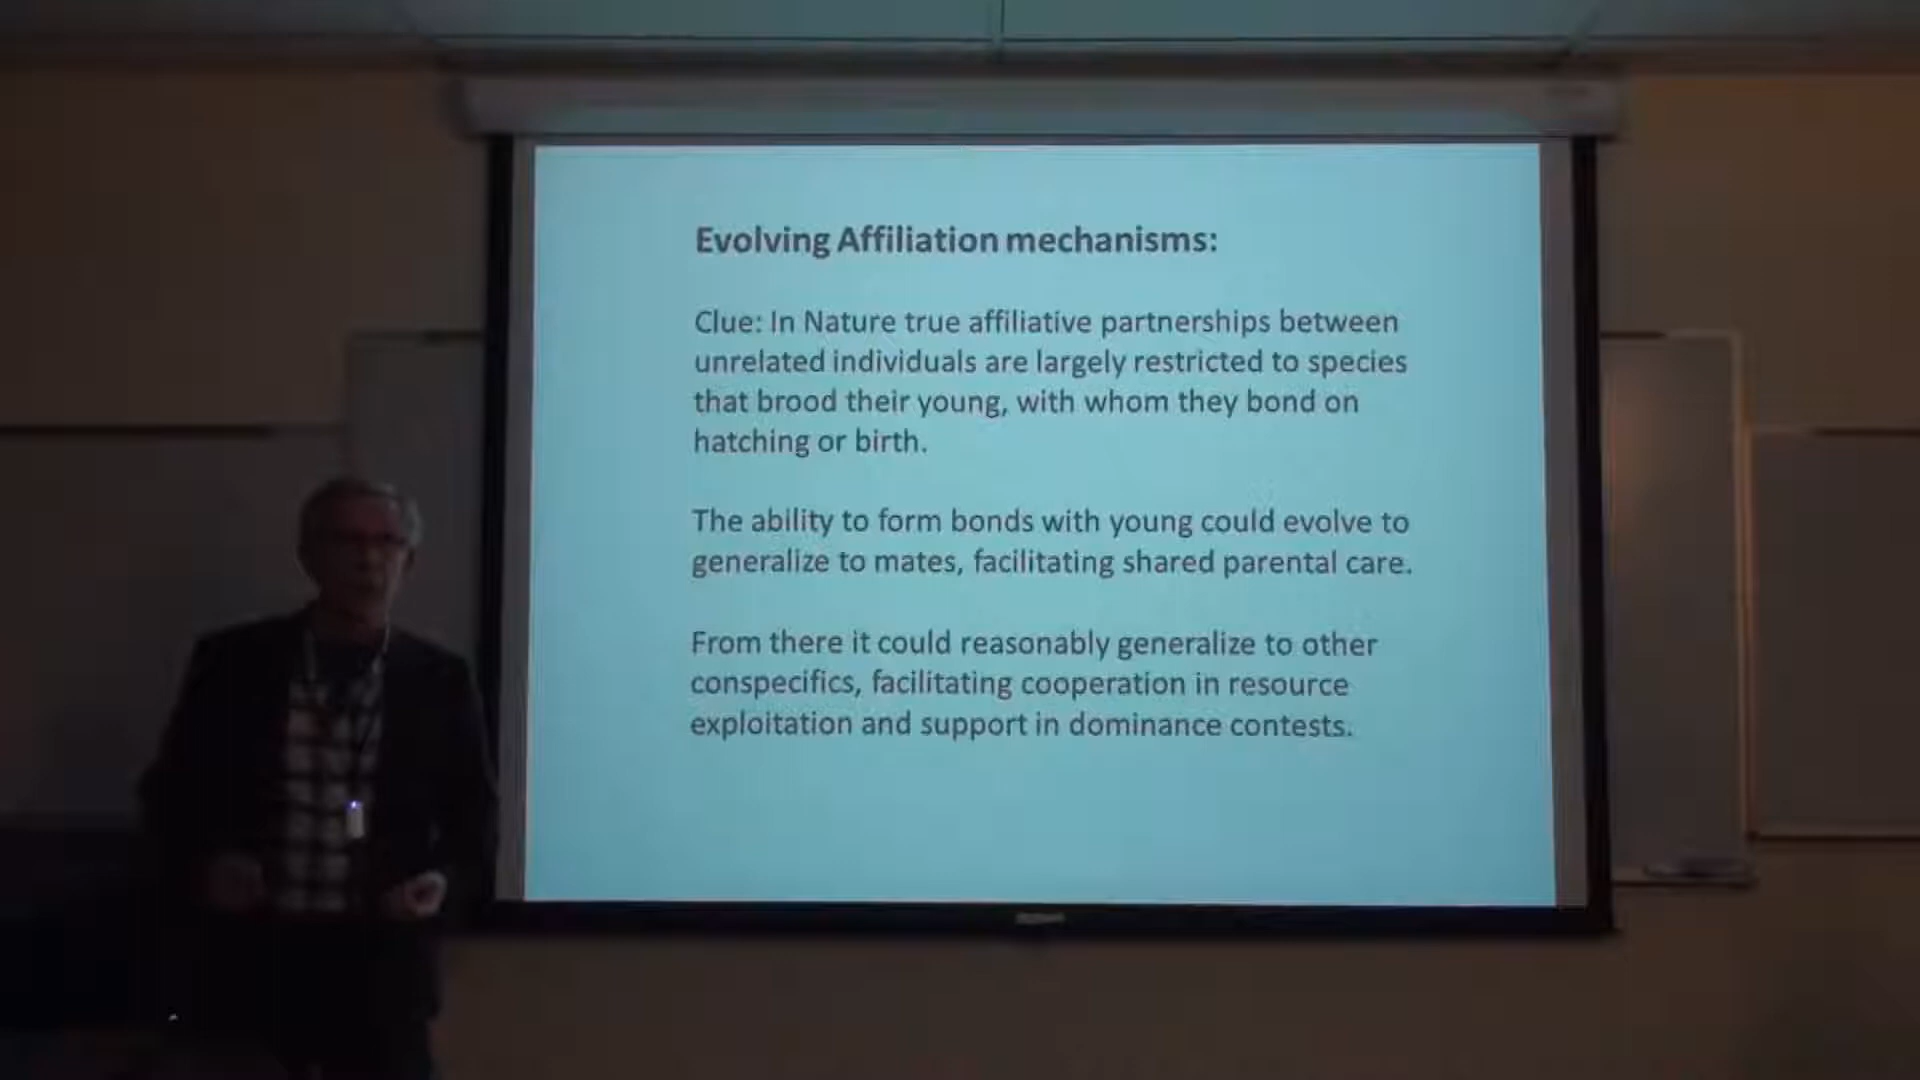 Evolving Affiliation mechanisms:
Clue: In Nature true affiliative partnerships between
unrelated individuals are largely restricted to species
that brood their young, with whom they bond on
hatching or birth.
The ability to form bonds with young could evolve to
generalize to mates, facilitating shared parental care.
From there it could reasonably generalize to other
conspecifics, facilitating cooperation in resource
exploitation and support in dominance contests.